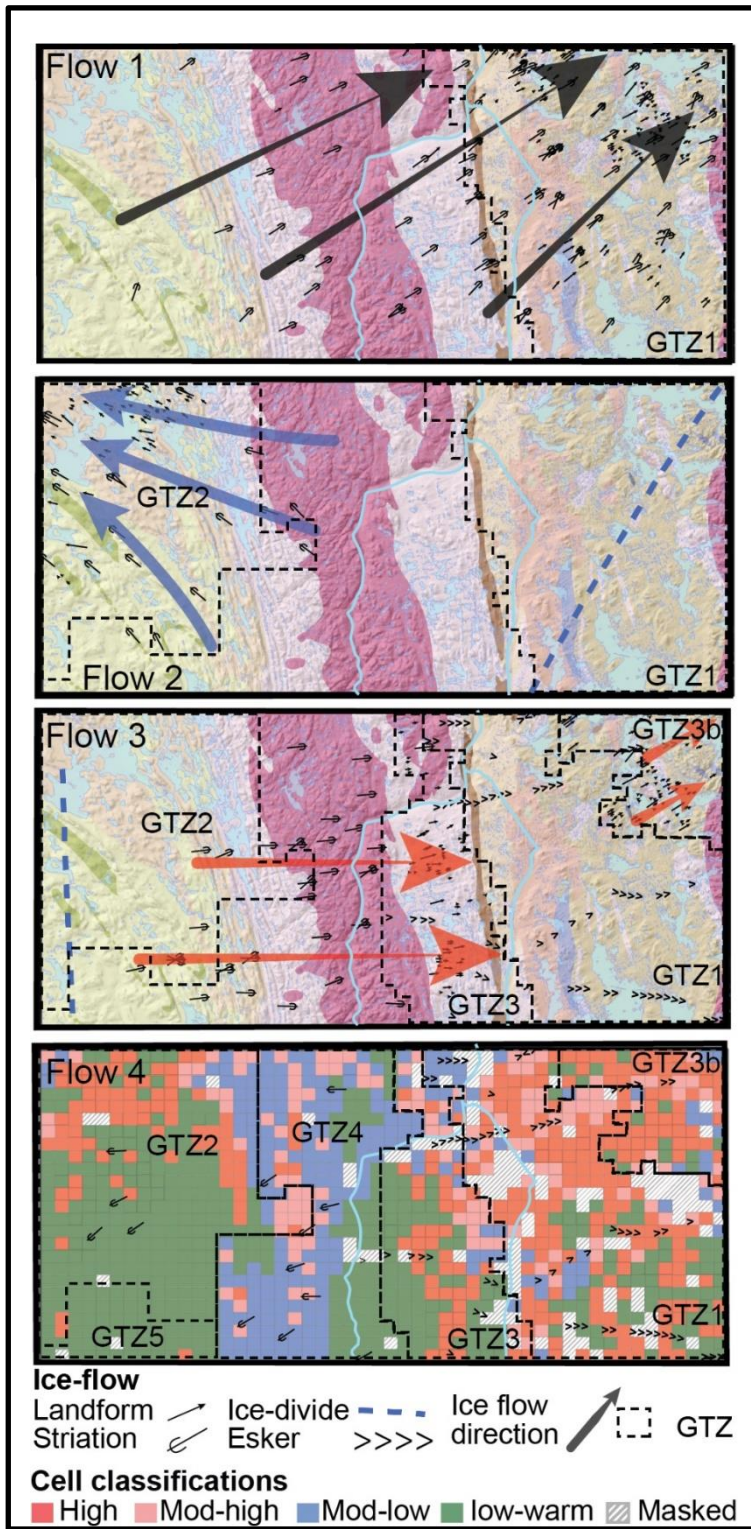 Flow 1
GTZ1
GTZ2
Flow 2
GTZ1
Flow 3
GTZ3b
GTZ2
GTZ1
GTZ3
Flow 4
GTZ3b
GTZ2
GTZ4
GTZ1
GTZ5
GTZ3
Ice-flow
Landform Ice-divide Ice flow
Striation Esker >>>> direction GTZ
Cell classifications
High Mod-high Mod-low low-warm Masked